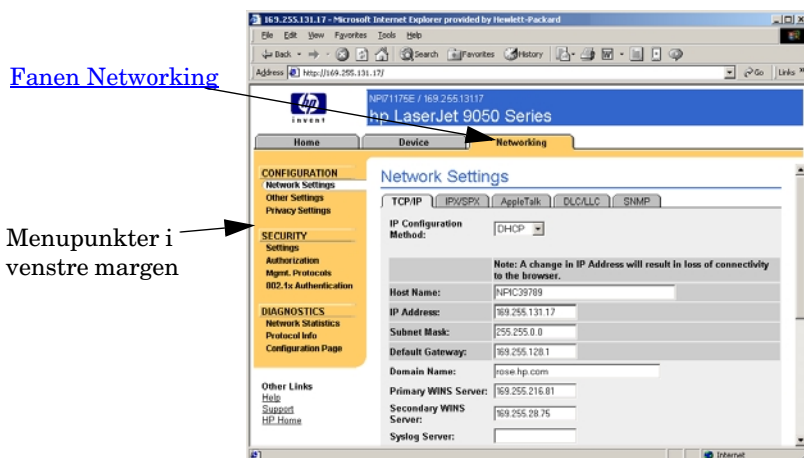 169.255.131.17 - Microsoft Internet Explorer provided by Hewlett-Packard
File Edit View Favorites Tools Help
Back Search Favorites History
Address http://169.255.131.17/ Go Links »
Fanen Networking
hp
invent
NPI71175E / 169.255.131.17
hp LaserJet 9050 Series
Home Device Networking
CONFIGURATION
Network Settings
Other Settings
Privacy Settings
SECURITY
Settings
Authorization
Mgmt. Protocols
802.1x Authentication
DIAGNOSTICS
Network Statistics
Protocol Info
Configuration Page
Other Links
Help
Support
HP Home
Menupunkter i
venstre margen
Network Settings
TCP/IP IPX/SPX AppleTalk DLC/LLC SNMP
IP Configuration
Method: DHCP
Note: A change in IP Address will result in loss of connectivity
to the browser.
Host Name: NPIC39789
IP Address: 169.255.131.17
Subnet Mask: 255.255.0.0
Default Gateway: 169.255.128.1
Domain Name: rose.hp.com
Primary WINS Server: 169.255.216.81
Secondary WINS
Server: 169.255.28.75
Syslog Server:
Internet